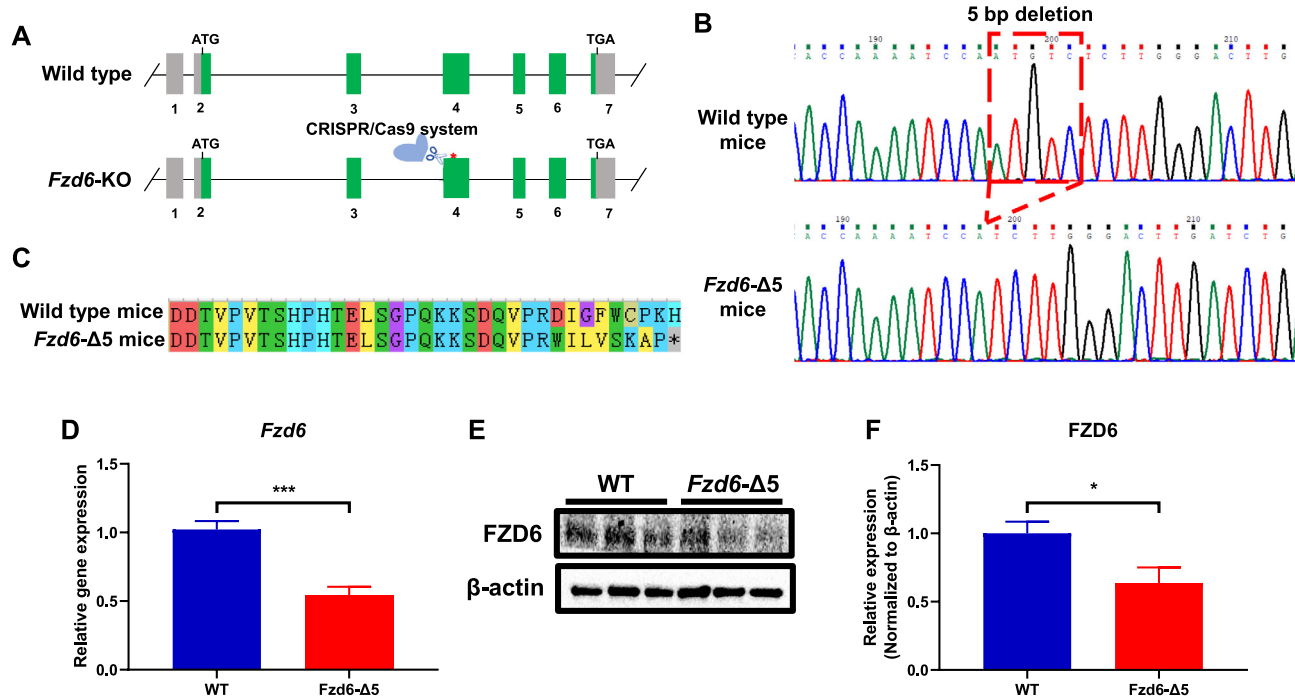 A
ATG
TGA
Wild type
1 2 3 4 5 6 7
CRISPR/Cas9 system
ATG
TGA
Fzd6-KO
1 2 3 4 5 6 7
B
5 bp deletion
190 200 210
A C C A A A A T C C A A T G T C T C T T G G G A C T T G
Wild type
mice
190 200 210
A C C A A A A T C C A T C T T G G G A C T T G A T C T G
Fzd6-Δ5
mice
C
Wild type mice DDTVPVTSHPHTELSGPQKKSDQVPRDIGFWCPKH
Fzd6-Δ5 mice DDTVPVTSHPHTELSGPQKKSDQVPRWILVSKAP*
D
Fzd6
Relative gene expression
1.5
1.0
0.5
0.0
***
WT Fzd6-Δ5
E
WT Fzd6-Δ5
FZD6
β-actin
F
FZD6
Relative expression
(Normalized to β-actin)
1.5
1.0
0.5
0.0
*
WT Fzd6-Δ5